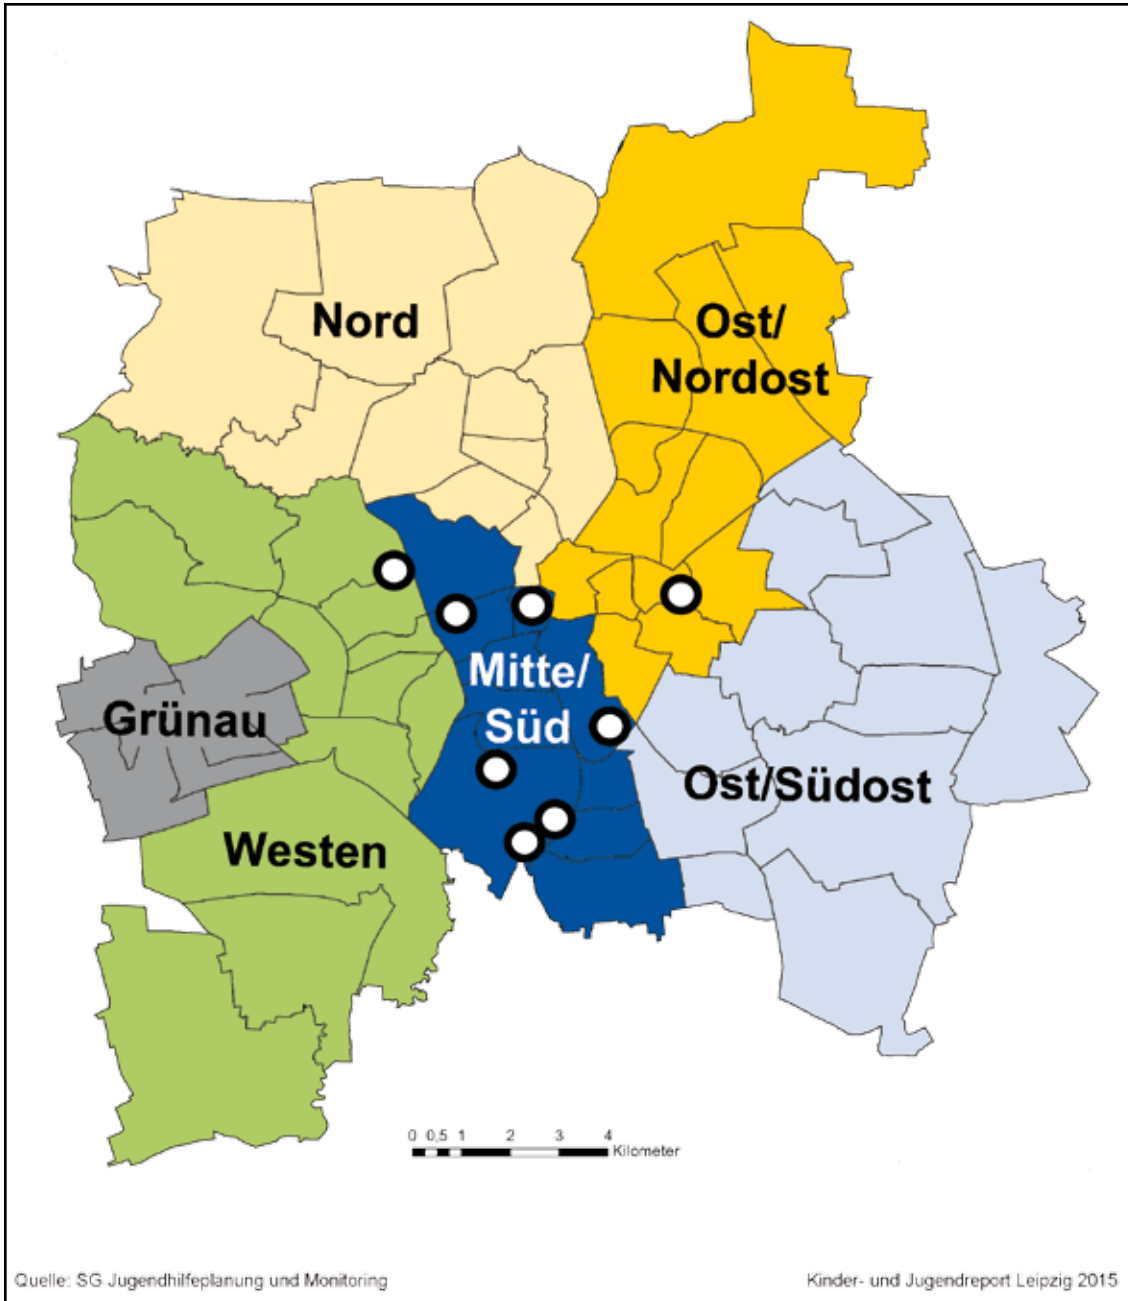 Nord
Ost/
Nordost
Mitte/
Süd
Grünau
Ost/Südost
Westen
0 0,5 1 2 3 4
Kilometer
Quelle: SG Jugendhilfeplanung und Monitoring
Kinder- und Jugendreport Leipzig 2015